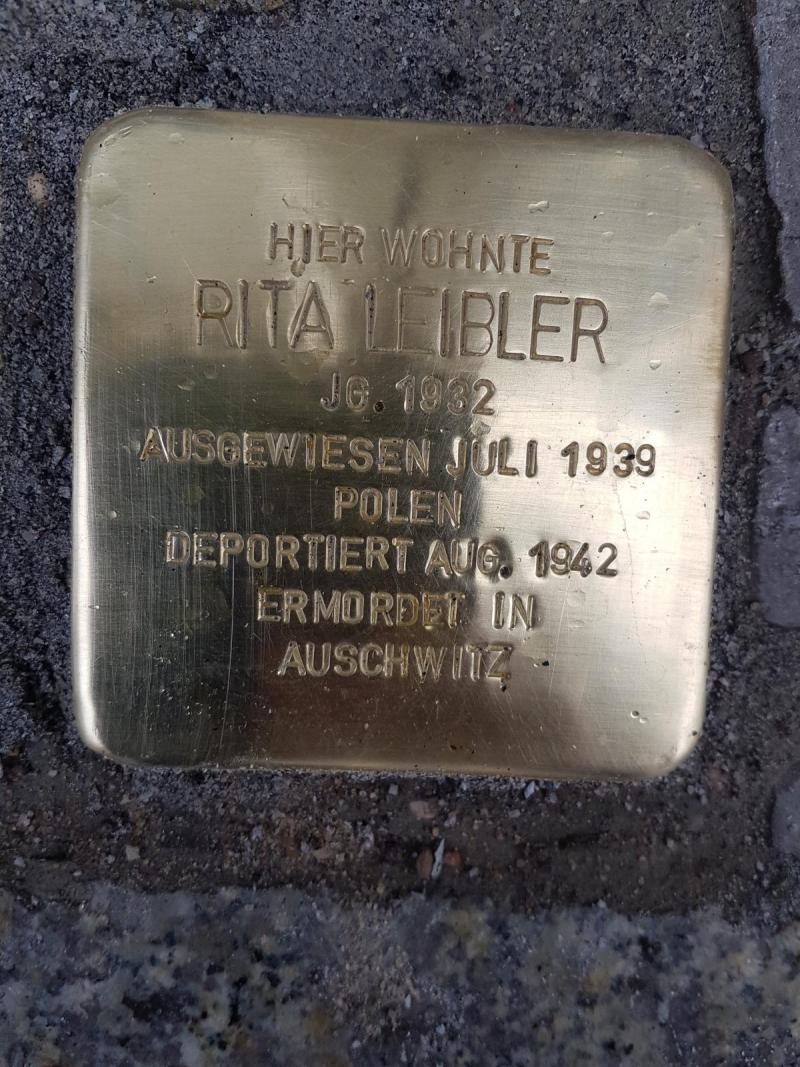 HIER WOHNTE
RITA LEIBLER
JG. 1932
AUSGEWIESEN JULI 1939
POLEN
DEPORTIERT AUG. 1942
ERMORDET IN
AUSCHWITZ